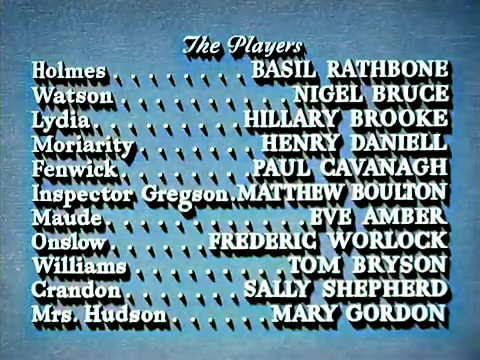 The Players
Holmes . . . . . . BASIL RATHBONE
Watson . . . . . . . . NIGEL BRUCE
Lydia . . . . . . . HILLARY BROOKE
Moriarity . . . . . . HENRY DANIELL
Fenwick . . . . . . PAUL CAVANAGH
Inspector Gregson . MATTHEW BOULTON
Maude . . . . . . . . . EVE AMBER
Onslow . . . . . FREDERIC WORLOCK
Williams . . . . . . . TOM BRYSON
Crandon . . . . . . SALLY SHEPHERD
Mrs. Hudson . . . . . MARY GORDON